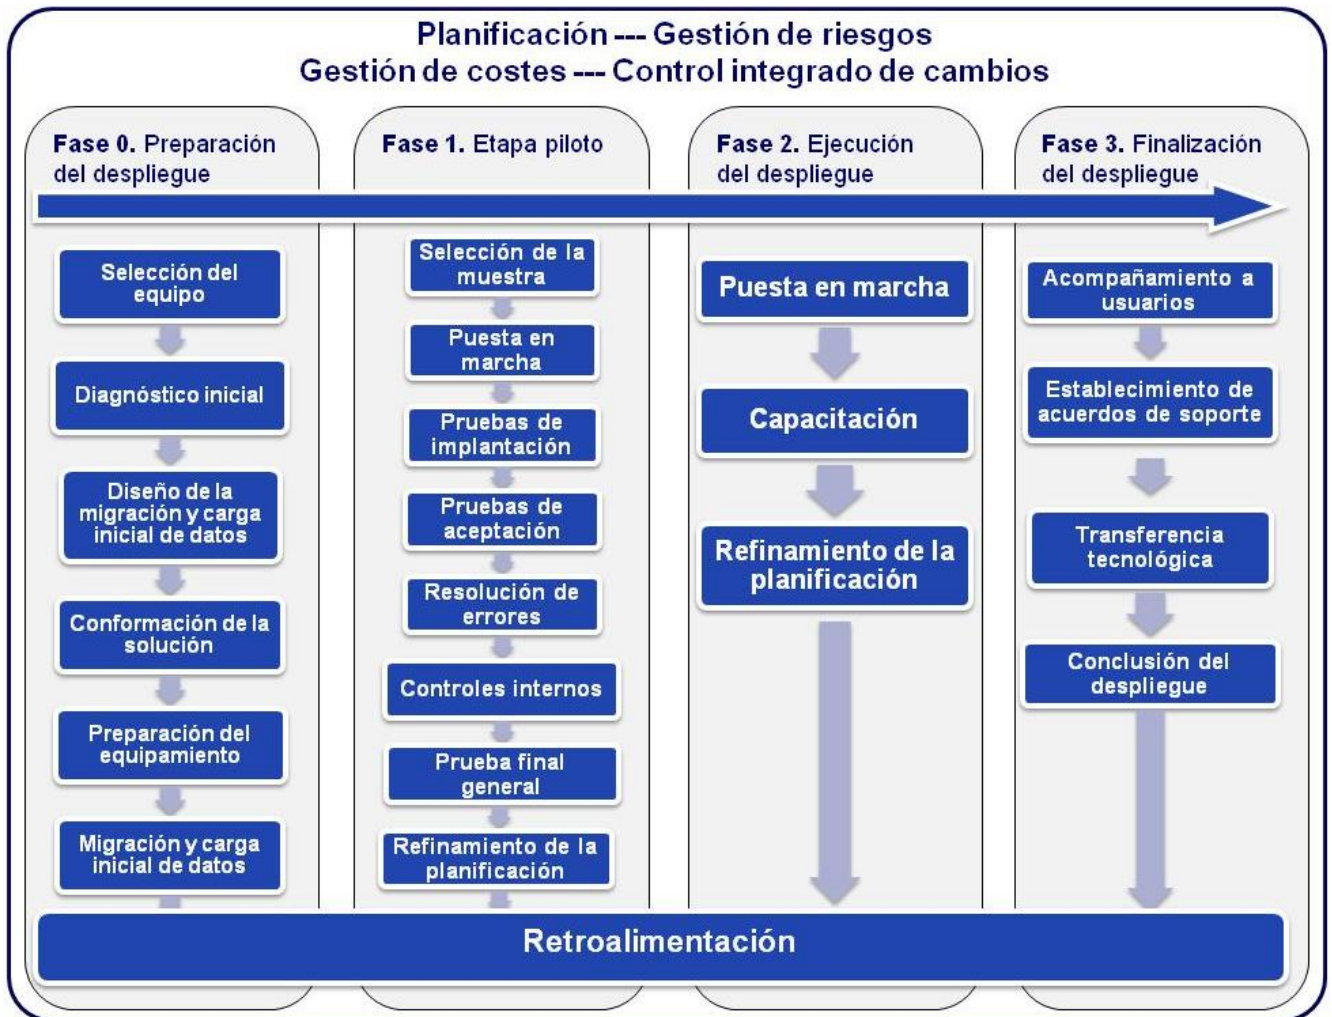 Planificación --- Gestión de riesgos
Gestión de costes --- Control integrado de cambios
Fase 0. Preparación
del despliegue
Selección del
equipo
Diagnóstico inicial
Diseño de la
migración y carga
inicial de datos
Conformación de la
solución
Preparación del
equipamiento
Migración y carga
inicial de datos
Fase 1. Etapa piloto
Selección de la
muestra
Puesta en
marcha
Pruebas de
implantación
Pruebas de
aceptación
Resolución de
errores
Controles internos
Prueba final
general
Refinamiento de la
planificación
Fase 2. Ejecución
del despliegue
Puesta en marcha
Capacitación
Refinamiento de la
planificación
Fase 3. Finalización
del despliegue
Acompañamiento a
usuarios
Establecimiento de
acuerdos de soporte
Transferencia
tecnológica
Conclusión del
despliegue
Retroalimentación